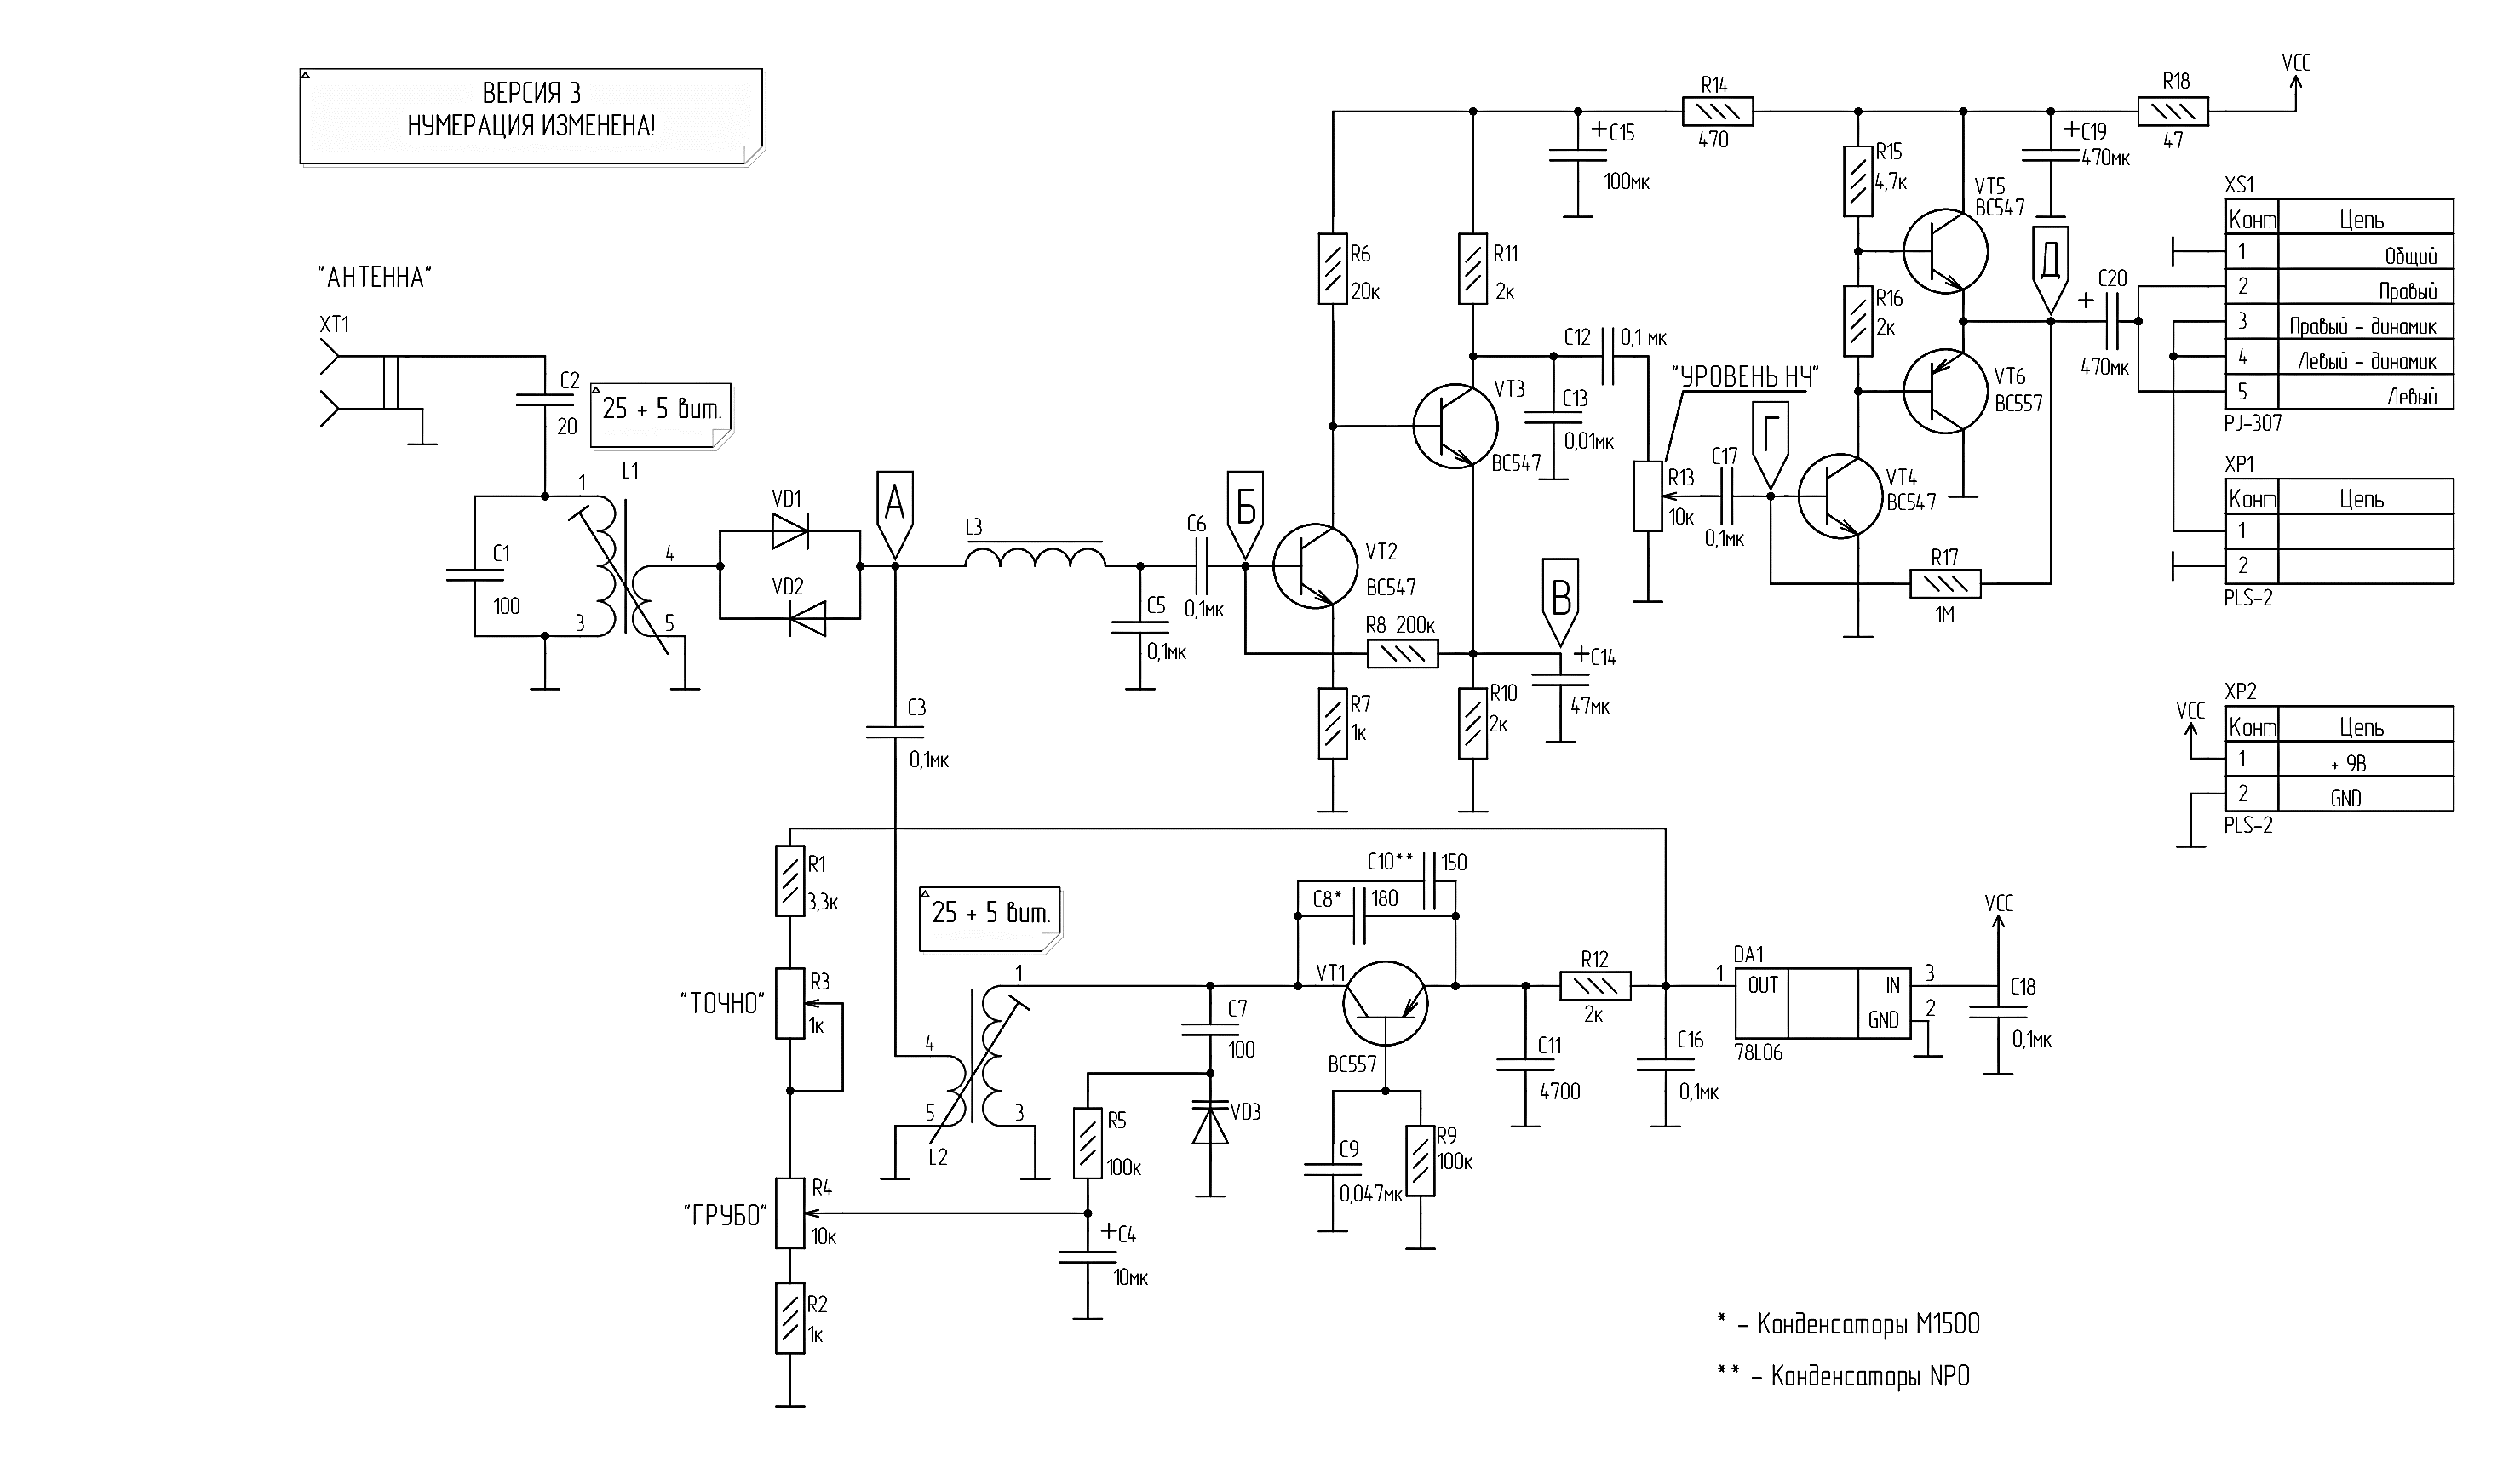 ВЕРСИЯ 3
НУМЕРАЦИЯ ИЗМЕНЕНА!
"АНТЕННА"
XT1
C2
20
25 + 5 вит.
L1
1
3
4
5
C1
100
VD1
VD2
А
L3
C6
0,1мк
C5
0,1мк
Б
C3
0,1мк
R6
20к
R11
2к
VT2
BC547
VT3
BC547
R8 200к
R7
1к
R10
2к
В
+C14
47мк
C12
0,1 мк
C13
0,01мк
+C15
100мк
R14
470
"УРОВЕНЬ НЧ"
R13
10к
C17
0,1мк
Г
VT4
BC547
R15
4,7к
R16
2к
VT5
BC547
VT6
BC557
R17
1М
+C19
470мк
Д
+ C20
470мк
R18
47
VCC
XS1
Конт Цепь
1 Общий
2 Правый
3 Правый - динамик
4 Левый - динамик
5 Левый
PJ-307
XP1
Конт Цепь
1
2
PLS-2
XP2
VCC
Конт Цепь
1 + 9В
2 GND
PLS-2
R1
3,3к
"ТОЧНО"
R3
1к
"ГРУБО"
R4
10к
R2
1к
25 + 5 вит.
1
4
5
3
L2
R5
100к
+C4
10мк
C7
100
VD3
C10** 150
C8* 180
VT1
BC557
C9
0,047мк
R9
100к
C11
4700
R12
2к
C16
0,1мк
DA1
1 OUT IN 3
GND 2
78L06
VCC
C18
0,1мк
* - Конденсаторы М1500
** - Конденсаторы NPO